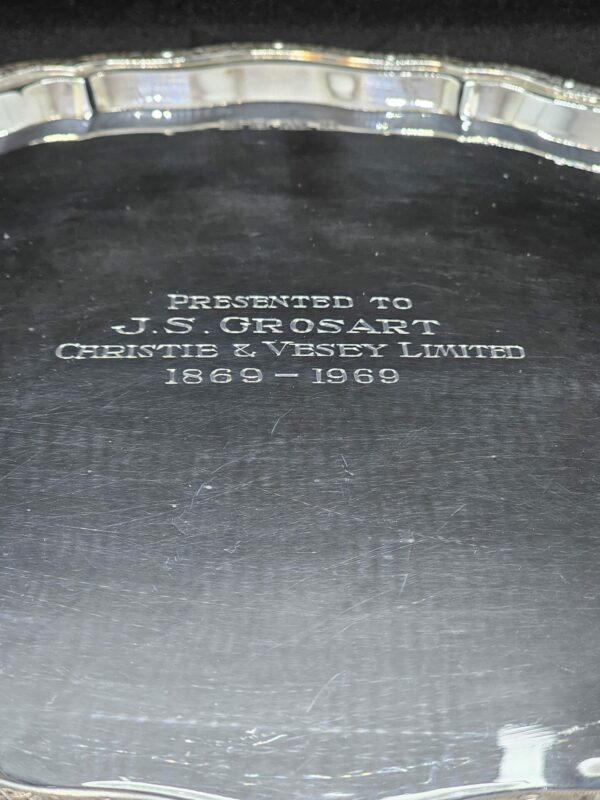 PRESENTED TO
J.S. GROSART
CHRISTIE & VESEY LIMITED
1869 – 1969